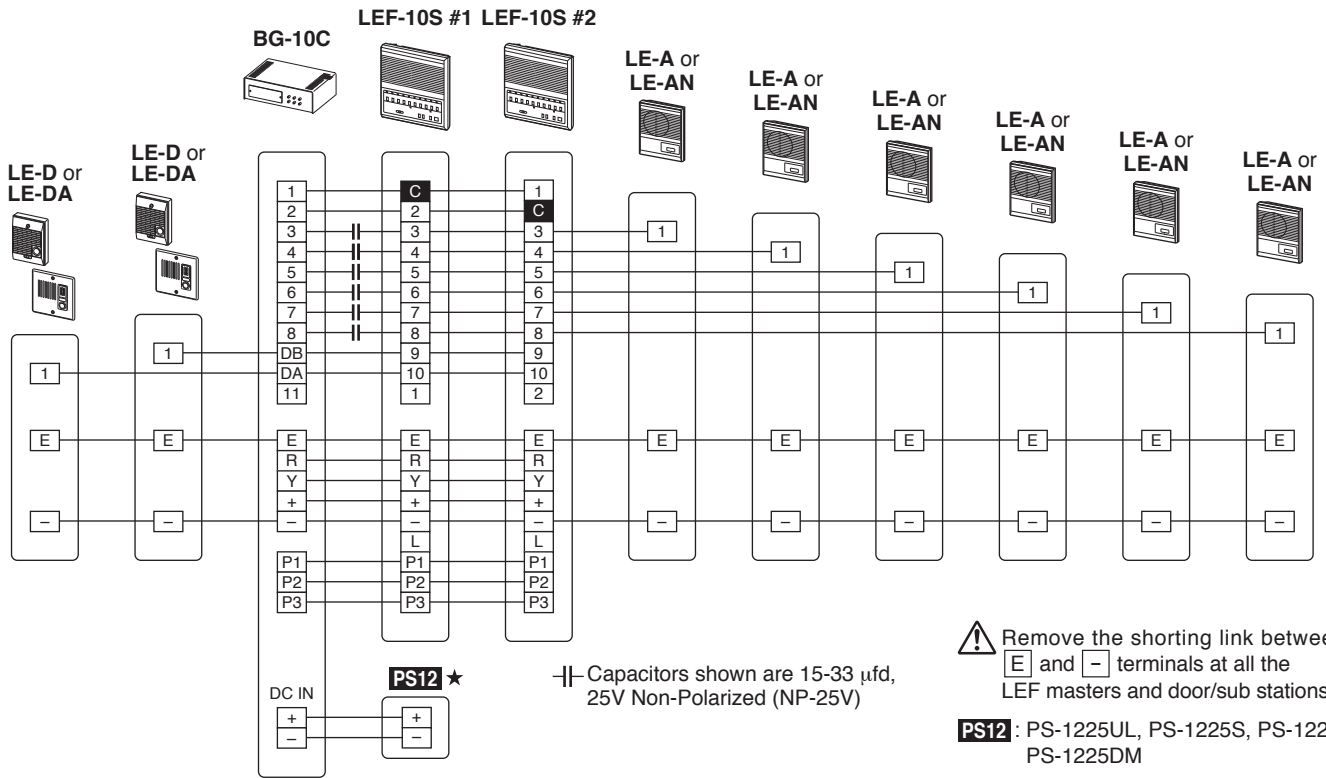 LEF-10S #1 LEF-10S #2
BG-10C
LE-A or
LE-AN
LE-A or
LE-AN
LE-A or
LE-AN
LE-A or
LE-AN
LE-A or
LE-AN
LE-A or
LE-AN
LE-D or
LE-DA
LE-D or
LE-DA
1 C 1
2 2 C
3 3 3 1
4 4 4 1
5 5 5 1
6 6 6 1
7 7 7 1
8 8 8 1
1 DB 9 9
1 DA 10 10
11 1 2
E E E E E E E E E E E
R R R
Y Y Y
+ + +
– – – – – – – – – – –
L L
P1 P1 P1
P2 P2 P2
P3 P3 P3
DC IN
PS12 ★
+ +
– –
Capacitors shown are 15-33 µfd,
25V Non-Polarized (NP-25V)
Remove the shorting link
E and – terminals at all the
LEF masters and door/sub stations
PS12 : PS-1225UL, PS-1225S,
PS-1225DM